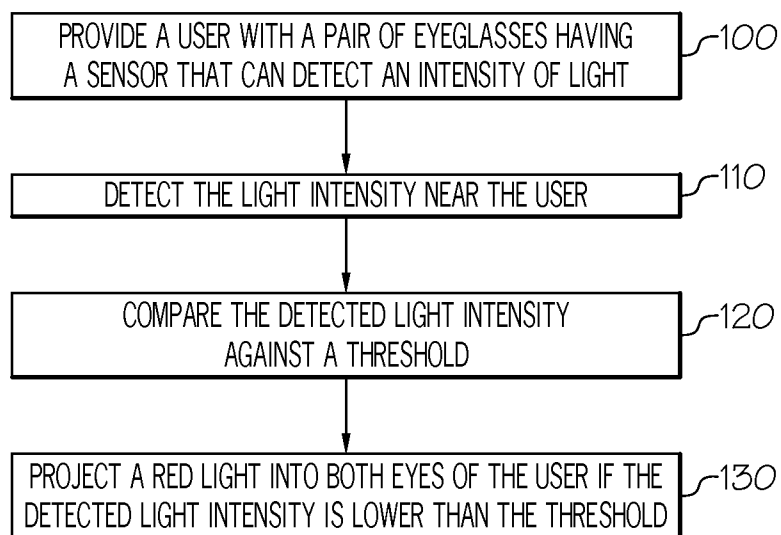 PROVIDE A USER WITH A PAIR OF EYEGLASSES HAVING
A SENSOR THAT CAN DETECT AN INTENSITY OF LIGHT.
100
DETECT THE LIGHT INTENSITY NEAR THE USER
110
COMPARE THE DETECTED LIGHT INTENSITY
AGAINST A THRESHOLD.
120
PROJECT A RED LIGHT INTO BOTH EYES OF THE USER IF THE
DETECTED LIGHT INTENSITY IS LOWER THAN THE THRESHOLD.
130